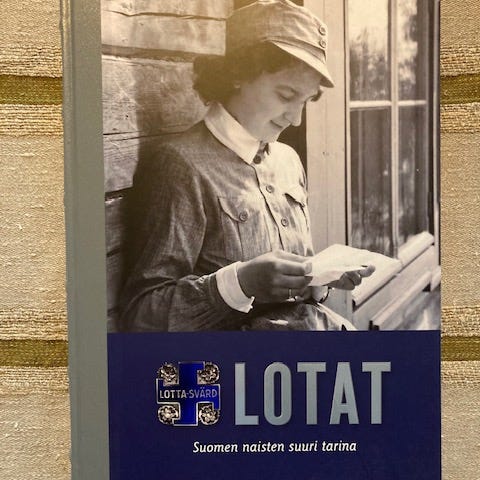 LOTTA-SVÄRD
LOTAT
Suomen naisten suuri tarina